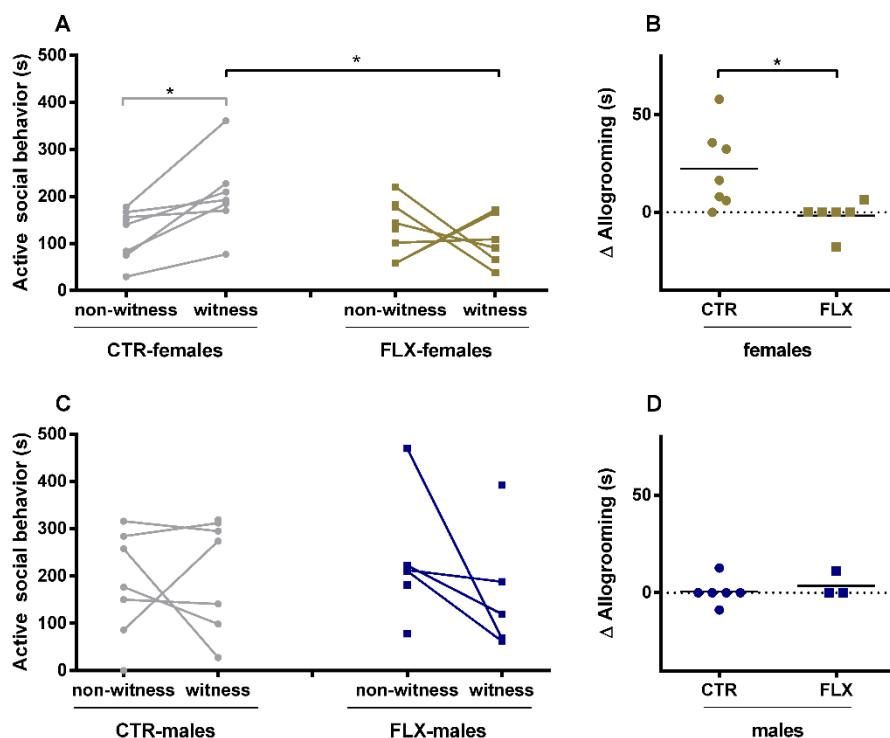 A
Active social behavior (s)
500
400
300
200
100
0
*
*
non-witness witness non-witness witness
CTR-females FLX-females
B
Δ Allogrooming (s)
50
0
*
CTR FLX
females
C
Active social behavior (s)
500
400
300
200
100
0
non-witness witness non-witness witness
CTR-males FLX-males
D
Δ Allogrooming (s)
50
0
CTR FLX
males